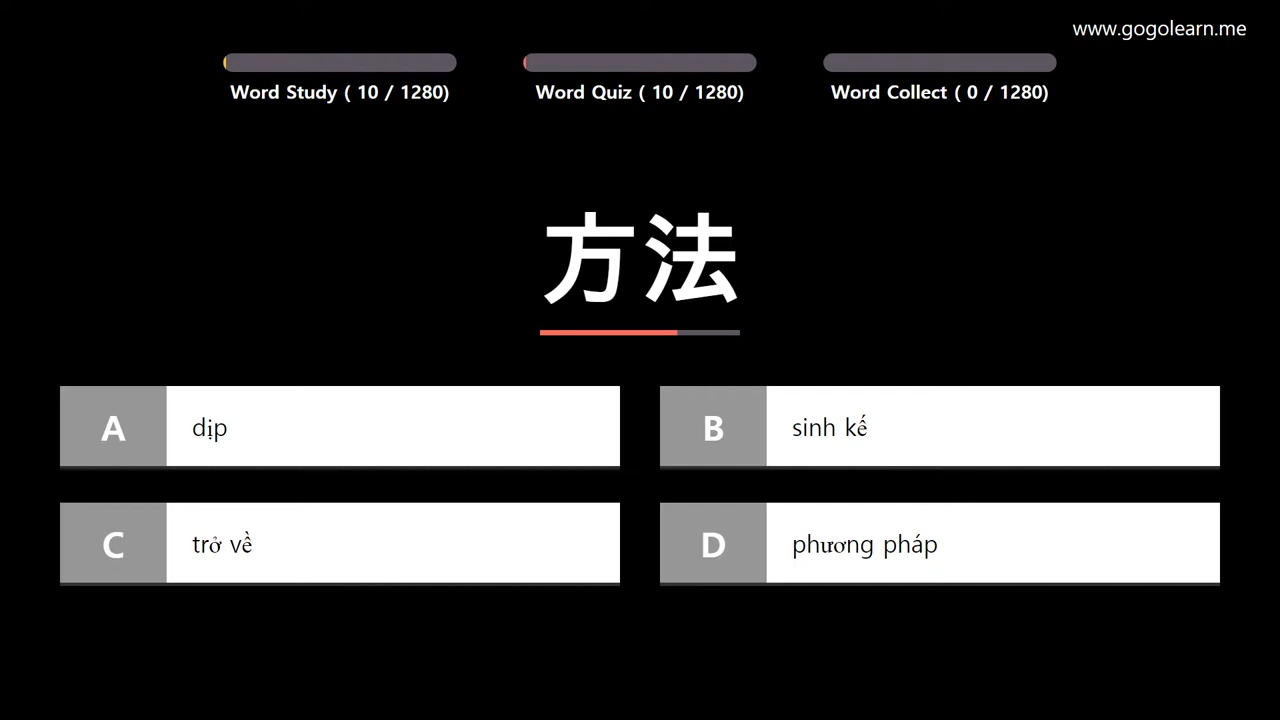 www.gogolearn.me
Word Study ( 10 / 1280)
Word Quiz ( 10 / 1280)
Word Collect ( 0 / 1280)
方法
A dịp
B sinh kế
C trở về
D phương pháp